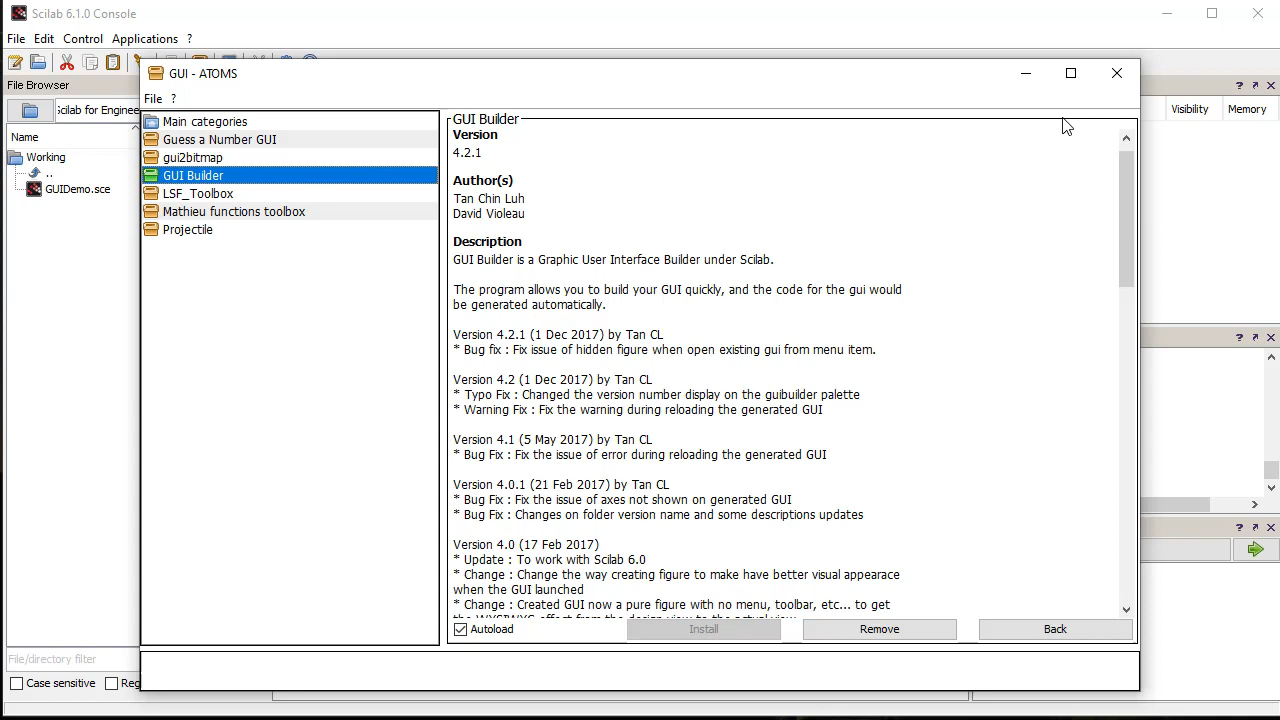 Scilab 6.1.0 Console
File Edit Control Applications ?
File Browser
Scilab for Enginee
Name
Working
..
GUIDemo.sce
File/directory filter
Case sensitive
Reg
GUI - ATOMS
File ?
Main categories
Guess a Number GUI
gui2bitmap
GUI Builder
LSF_Toolbox
Mathieu functions toolbox
Projectile
GUI Builder
Version
4.2.1
Author(s)
Tan Chin Luh
David Violeau
Description
GUI Builder is a Graphic User Interface Builder under Scilab.
The program allows you to build your GUI quickly, and the code for the gui would
be generated automatically.
Version 4.2.1 (1 Dec 2017) by Tan CL
* Bug fix : Fix issue of hidden figure when open existing gui from menu item.
Version 4.2 (1 Dec 2017) by Tan CL
* Typo Fix : Changed the version number display on the guibuilder palette
* Warning Fix : Fix the warning during reloading the generated GUI
Version 4.1 (5 May 2017) by Tan CL
* Bug Fix : Fix the issue of error during reloading the generated GUI
Version 4.0.1 (21 Feb 2017) by Tan CL
* Bug Fix : Fix the issue of axes not shown on generated GUI
* Bug Fix : Changes on folder version name and some descriptions updates
Version 4.0 (17 Feb 2017)
* Update : To work with Scilab 6.0
* Change : Change the way creating figure to make have better visual appearace
when the GUI launched
* Change : Created GUI now a pure figure with no menu, toolbar, etc... to get
Autoload
Install
Remove
Back
Visibility
Memory
? 
? 
?